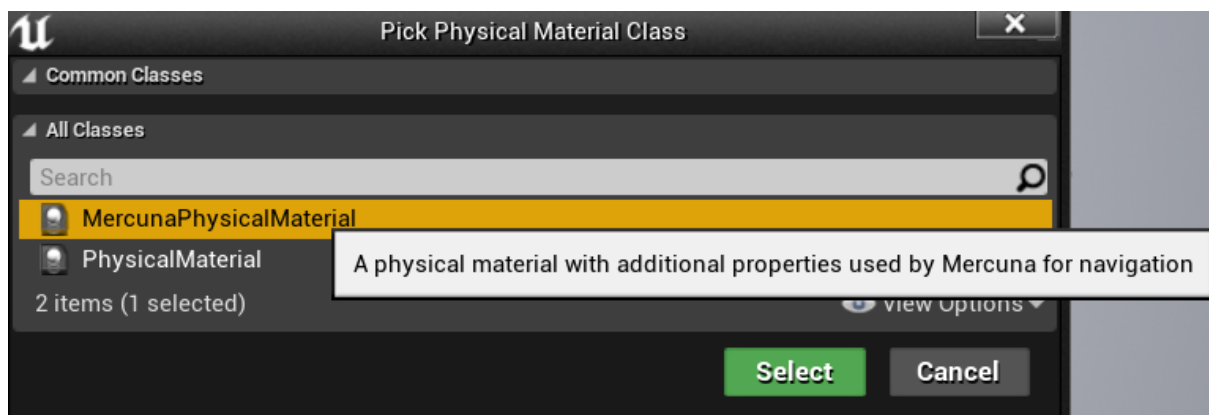 Pick Physical Material Class
Common Classes
All Classes
Search
MercunaPhysicalMaterial
PhysicalMaterial
A physical material with additional properties used by Mercuna for navigation
2 items (1 selected)
View Options
Select
Cancel